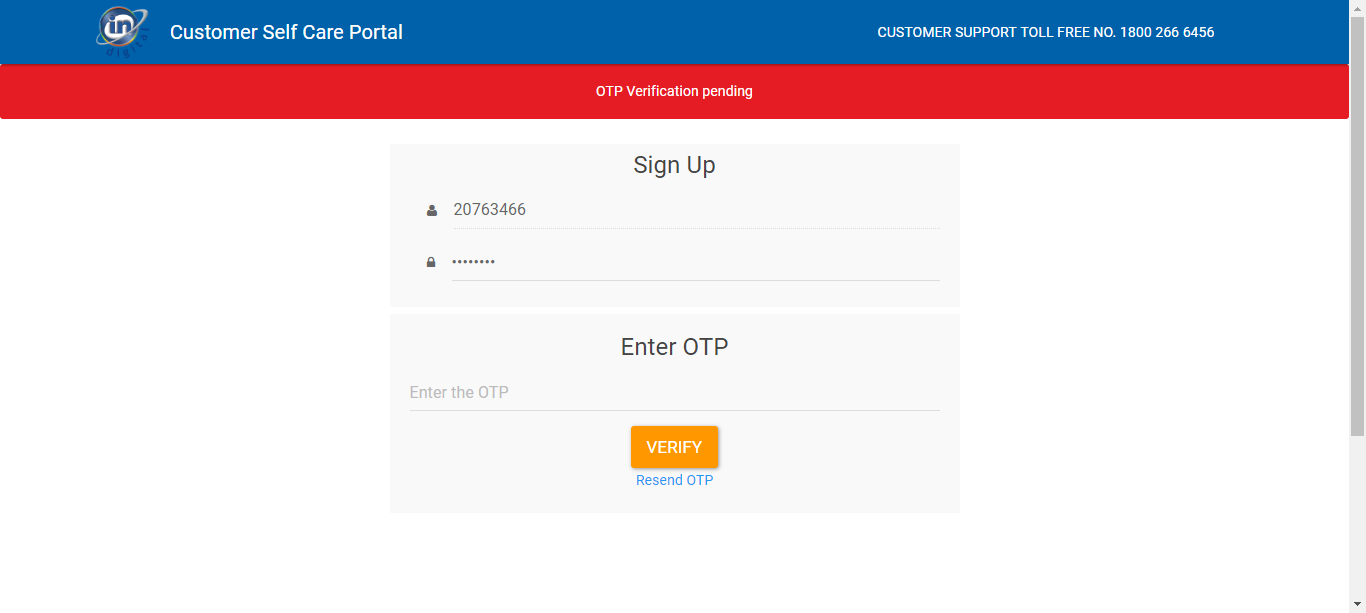 in
digital
Customer Self Care Portal
CUSTOMER SUPPORT TOLL FREE NO. 1800 266 6456
OTP Verification pending
Sign Up
20763466
••••••••
Enter OTP
Enter the OTP
VERIFY
Resend OTP